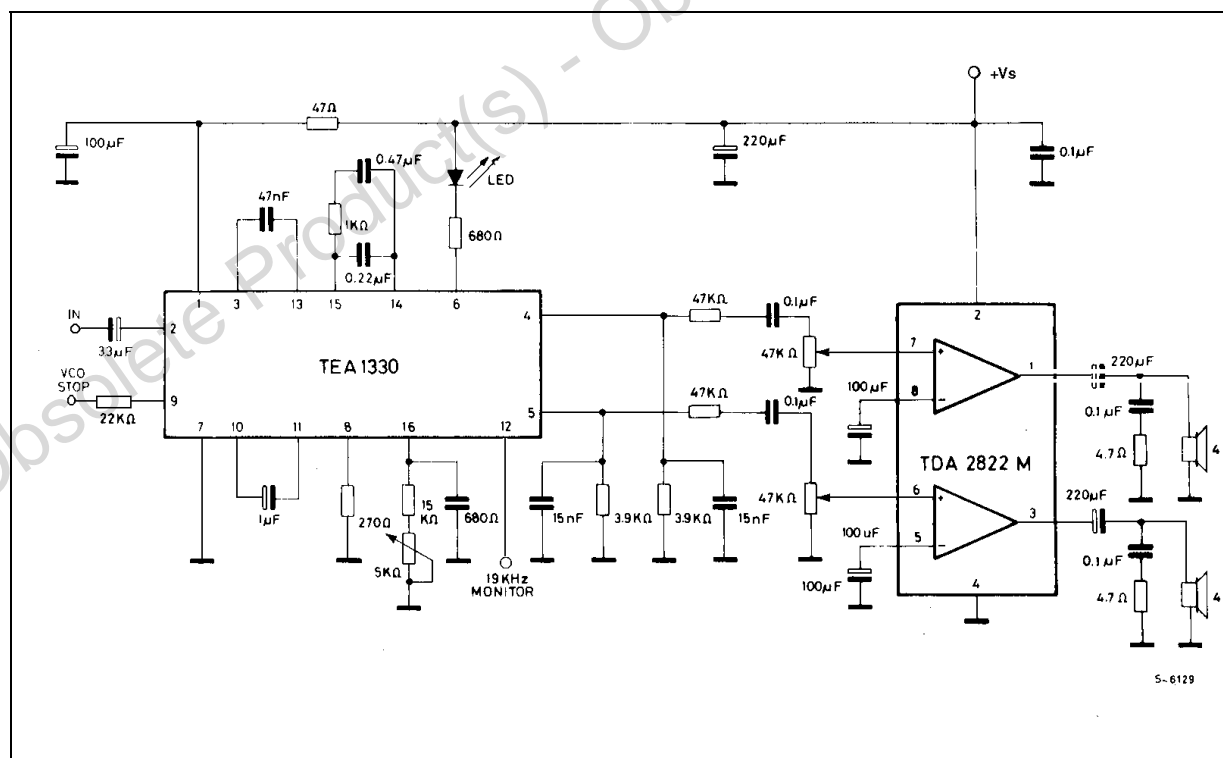 Obsolete Product(s) - Ob
+Vs
47Ω
100µF
220µF
0.1µF
0.47µF
LED
47nF
1KΩ
680Ω
0.22µF
1
3
13
15
14
6
IN
3.3µF
2
VCO
STOP
22KΩ
9
TEA 1330
4
5
7
10
11
8
16
12
1µF
270Ω
15
KΩ
5KΩ
680Ω
19KHz
MONITOR
15nF
3.9KΩ
3.9KΩ
15nF
47KΩ
0.1µF
47KΩ
47KΩ
0.1µF
47KΩ
100µF
100uF
100µF
2
7
+
8
-
1
TDA 2822 M
6
+
5
-
3
4
220µF
0.1µF
4.7Ω
4
220µF
0.1µF
4.7Ω
4
S-6129